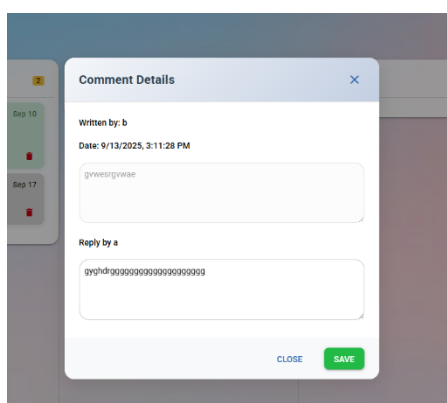 Comment Details
2
Written by: b
Sep 10
Date: 9/13/2025, 3:11:28 PM
gvwesrgvwae
Sep 17
Reply by a
gyghdrgggggggggggggggggggg
CLOSE
SAVE